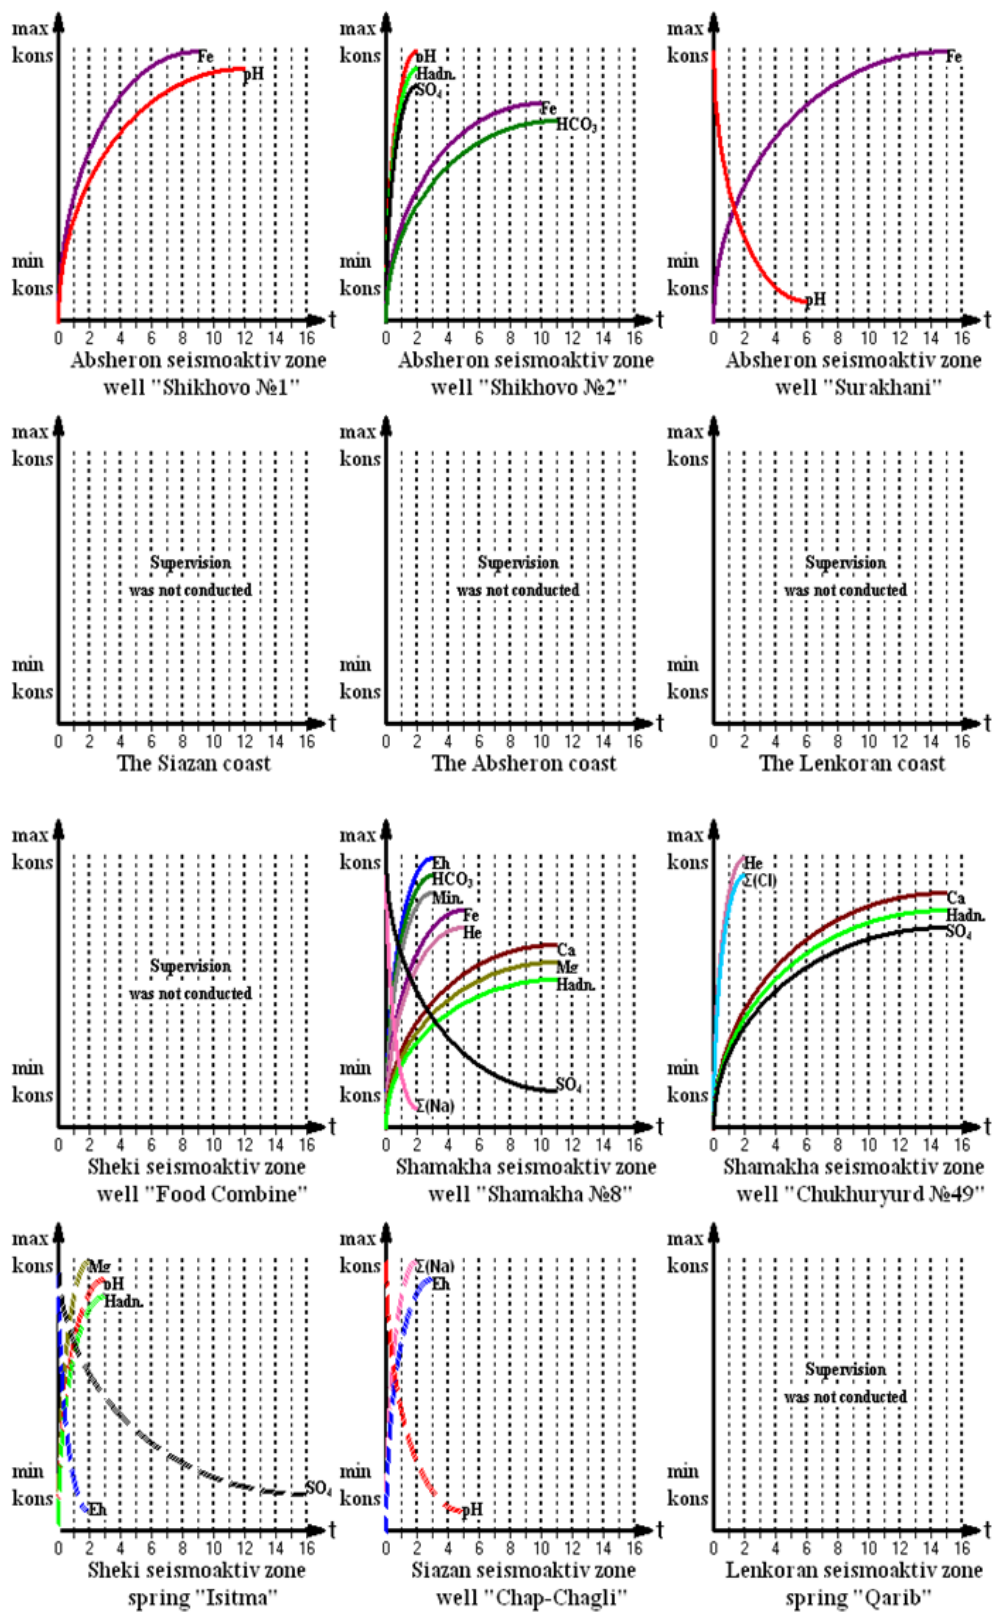 max
kons
Fe
pH
min
kons
t
0 2 4 6 8 10 12 14 16
Absheron seismoaktiv zone
well "Shikhovo №1"
max
kons
pH
Hadn.
SO₄
Fe
HCO₃
min
kons
t
0 2 4 6 8 10 12 14 16
Absheron seismoaktiv zone
well "Shikhovo №2"
max
kons
Fe
min
kons
pH
t
0 2 4 6 8 10 12 14 16
Absheron seismoaktiv zone
well "Surakhani"
max
kons
Supervision
was not conducted
min
kons
t
0 2 4 6 8 10 12 14 16
The Siazan coast
max
kons
Supervision
was not conducted
min
kons
t
0 2 4 6 8 10 12 14 16
The Absheron coast
max
kons
Supervision
was not conducted
min
kons
t
0 2 4 6 8 10 12 14 16
The Lenkoran coast
max
kons
Supervision
was not conducted
min
kons
t
0 2 4 6 8 10 12 14 16
Sheki seismoaktiv zone
well "Food Combine"
max
kons
Eh
HCO₃
Min.
Fe
He
Ca
Mg
Hadn.
min
kons
SO₄
Σ(Na)
t
0 2 4 6 8 10 12 14 16
Shamakha seismoaktiv zone
well "Shamakha №8"
max
kons
He
Σ(Cl)
Ca
Hadn.
SO₄
min
kons
t
0 2 4 6 8 10 12 14 16
Shamakha seismoaktiv zone
well "Chukhuryurd №49"
max
kons
Mg
pH
Hadn.
min
kons
SO₄
Eh
t
0 2 4 6 8 10 12 14 16
Sheki seismoaktiv zone
spring "Isitma"
max
kons
Σ(Na)
Eh
min
kons
pH
t
0 2 4 6 8 10 12 14 16
Siazan seismoaktiv zone
well "Chap-Chagli"
max
kons
Supervision
was not conducted
min
kons
t
0 2 4 6 8 10 12 14 16
Lenkoran seismoaktiv zone
spring "Qarib"